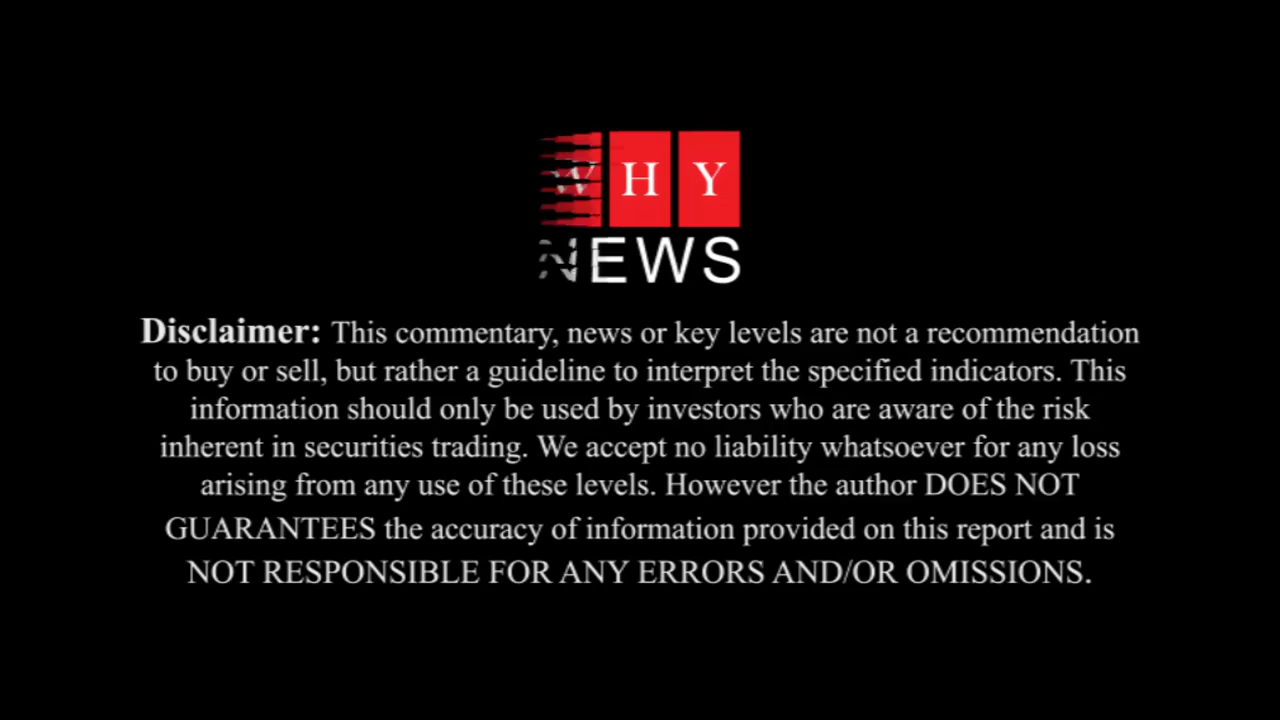 WHY
NEWS
Disclaimer: This commentary, news or key levels are not a recommendation
to buy or sell, but rather a guideline to interpret the specified indicators. This
information should only be used by investors who are aware of the risk
inherent in securities trading. We accept no liability whatsoever for any loss
arising from any use of these levels. However the author DOES NOT
GUARANTEES the accuracy of information provided on this report and is
NOT RESPONSIBLE FOR ANY ERRORS AND/OR OMISSIONS.